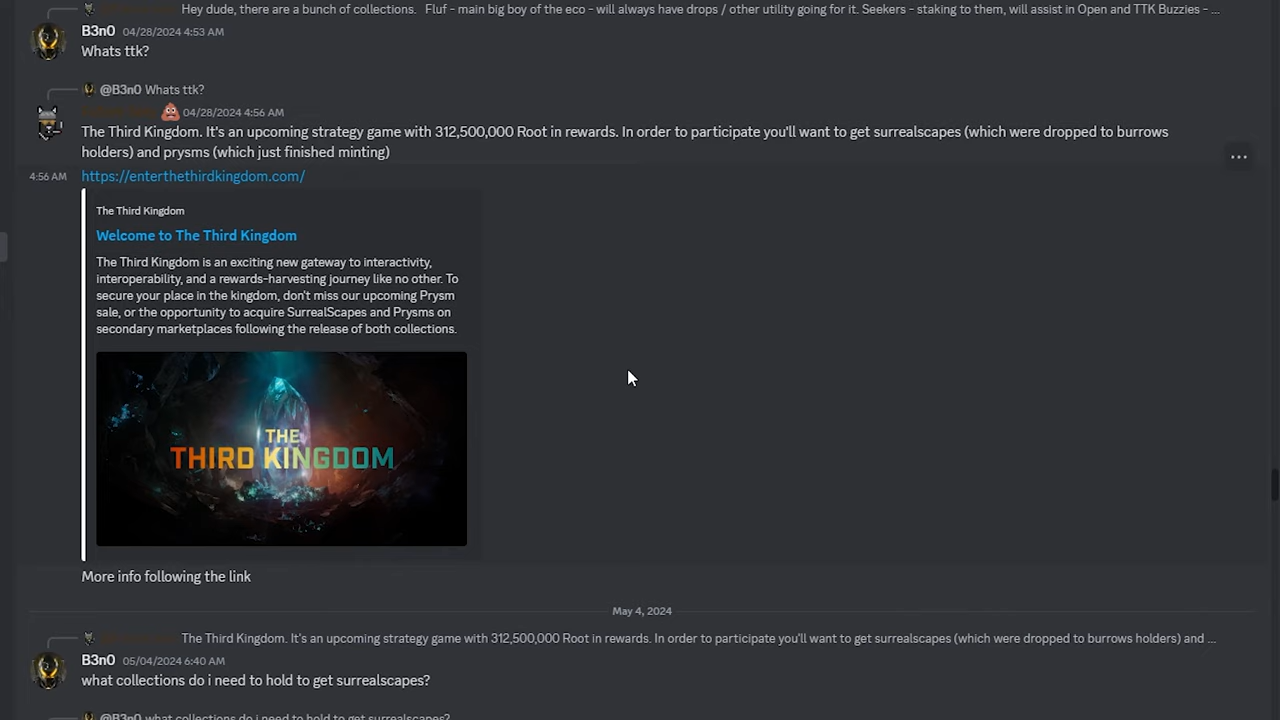 Hey dude, there are a bunch of collections. Fluf - main big boy of the eco - will always have drops / other utility going for it. Seekers - staking to them, will assist in Open and TTK Buzzies - ...
B3n0 04/28/2024 4:53 AM
Whats ttk?
@B3n0 Whats ttk?
04/28/2024 4:56 AM
The Third Kingdom. It's an upcoming strategy game with 312,500,000 Root in rewards. In order to participate you'll want to get surrealscapes (which were dropped to burrows
holders) and prysms (which just finished minting)
4:56 AM https://enterthethirdkingdom.com/
The Third Kingdom
Welcome to The Third Kingdom
The Third Kingdom is an exciting new gateway to interactivity,
interoperability, and a rewards-harvesting journey like no other. To
secure your place in the kingdom, don't miss our upcoming Prysm
sale, or the opportunity to acquire SurrealScapes and Prysms on
secondary marketplaces following the release of both collections.
THE
THIRD KINGDOM
More info following the link
May 4, 2024
The Third Kingdom. It's an upcoming strategy game with 312,500,000 Root in rewards. In order to participate you'll want to get surrealscapes (which were dropped to burrows holders) and ...
B3n0 05/04/2024 6:40 AM
what collections do i need to hold to get surrealscapes?
@B3n0 what collections do i need to hold to get surrealscapes?